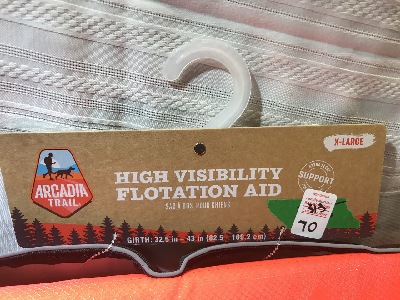 X-LARGE
ARCADIA
TRAIL
HIGH VISIBILITY
FLOTATION AID
SUPPORT
70
GIRTH: 32.5 in - 43 in (82.5 - 109.2 cm)